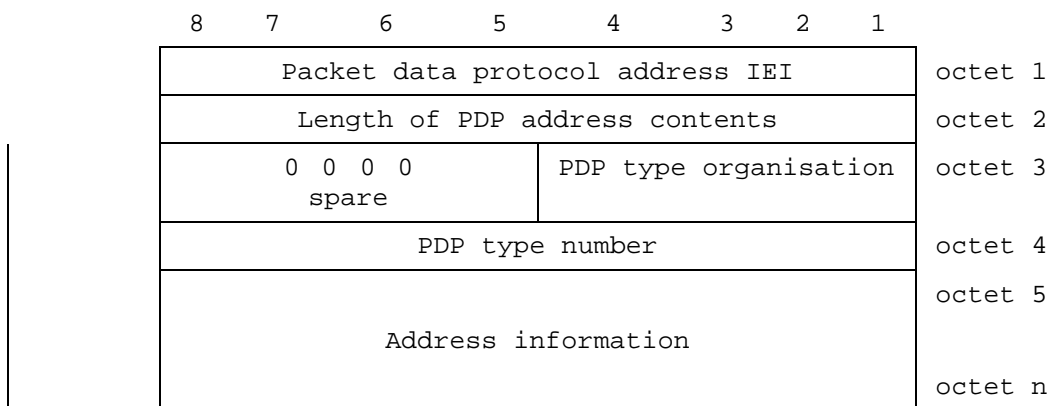 8 7 6 5 4 3 2 1
Packet data protocol address IEI octet 1
Length of PDP address contents octet 2
0 0 0 0 PDP type organisation octet 3
spare
PDP type number octet 4
octet 5
Address information
octet n